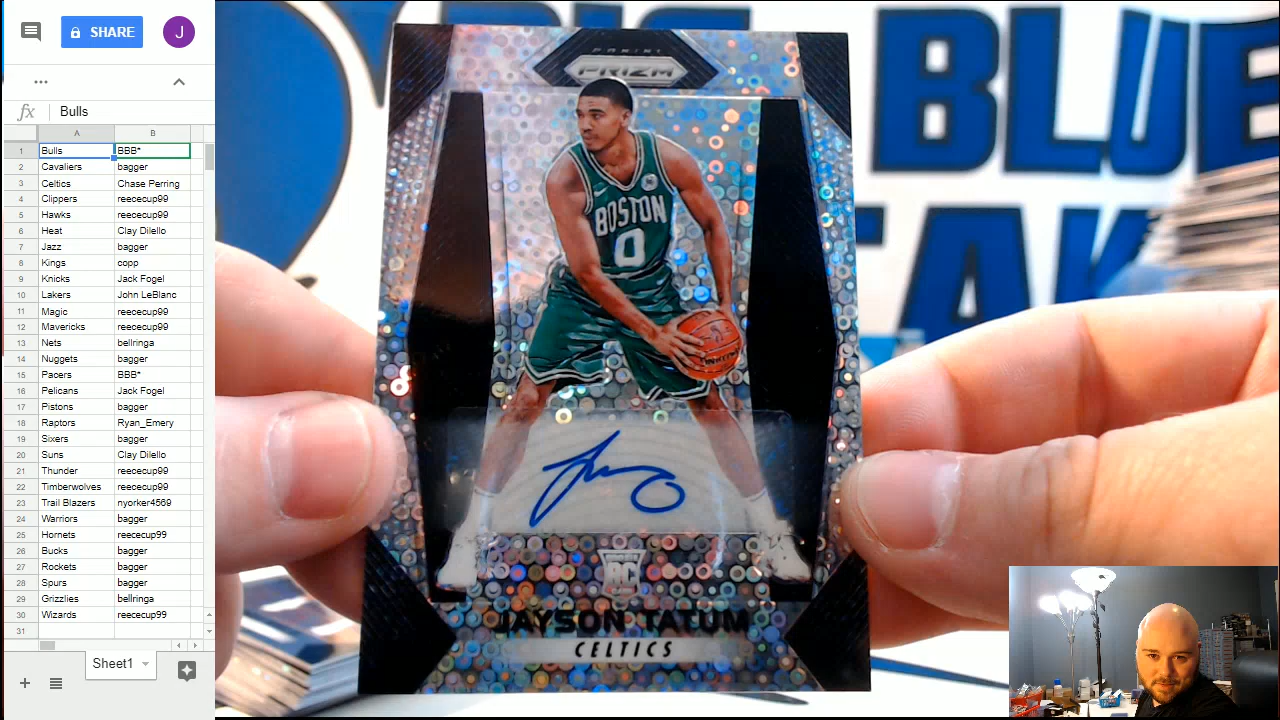 SHARE
J
...
fx Bulls
A B
1 Bulls BBB*
2 Cavaliers bagger
3 Celtics Chase Perring
4 Clippers reececup99
5 Hawks reececup99
6 Heat Clay Dilello
7 Jazz bagger
8 Kings copp
9 Knicks Jack Fogel
10 Lakers John LeBlanc
11 Magic reececup99
12 Mavericks reececup99
13 Nets bellringa
14 Nuggets bagger
15 Pacers BBB*
16 Pelicans Jack Fogel
17 Pistons bagger
18 Raptors Ryan_Emery
19 Sixers bagger
20 Suns Clay Dilello
21 Thunder reececup99
22 Timberwolves reececup99
23 Trail Blazers nyorker4569
24 Warriors bagger
25 Hornets reececup99
26 Bucks bagger
27 Rockets bagger
28 Spurs bagger
29 Grizzlies bellringa
30 Wizards reececup99
31
Sheet1
BIG BLUE
PANINI
PRIZM
BOSTON
0
RC
JAYSON TATUM
CELTICS